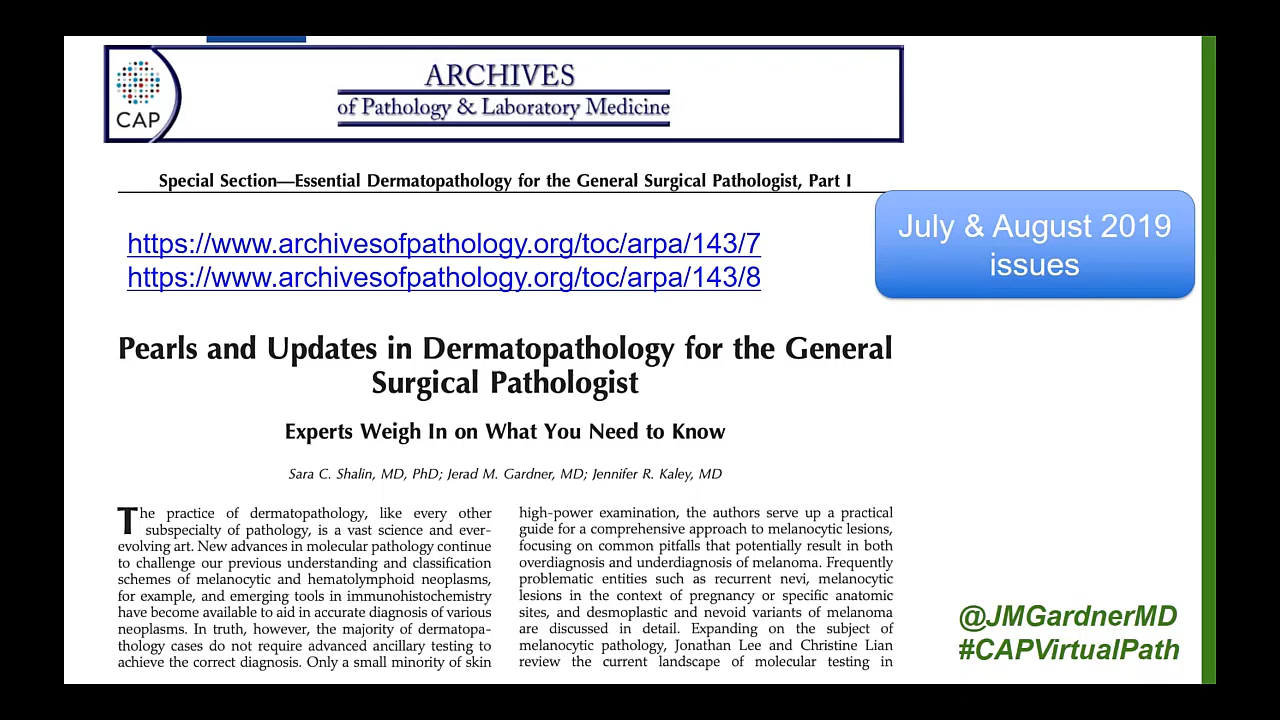 CAP
ARCHIVES
of Pathology & Laboratory Medicine
Special Section—Essential Dermatopathology for the General Surgical Pathologist, Part I
https://www.archivesofpathology.org/toc/arpa/143/7
https://www.archivesofpathology.org/toc/arpa/143/8
July & August 2019
issues
Pearls and Updates in Dermatopathology for the General
Surgical Pathologist
Experts Weigh In on What You Need to Know
Sara C. Shalin, MD, PhD; Jerad M. Gardner, MD; Jennifer R. Kaley, MD
The practice of dermatopathology, like every other
subspecialty of pathology, is a vast science and ever-
evolving art. New advances in molecular pathology continue
to challenge our previous understanding and classification
schemes of melanocytic and hematolymphoid neoplasms,
for example, and emerging tools in immunohistochemistry
have become available to aid in accurate diagnosis of various
neoplasms. In truth, however, the majority of dermatopa-
thology cases do not require advanced ancillary testing to
achieve the correct diagnosis. Only a small minority of skin
high-power examination, the authors serve up a practical
guide for a comprehensive approach to melanocytic lesions,
focusing on common pitfalls that potentially result in both
overdiagnosis and underdiagnosis of melanoma. Frequently
problematic entities such as recurrent nevi, melanocytic
lesions in the context of pregnancy or specific anatomic
sites, and desmoplastic and nevoid variants of melanoma
are discussed in detail. Expanding on the subject of
melanocytic pathology, Jonathan Lee and Christine Lian
review the current landscape of molecular testing in
@JMGardnerMD
#CAPVirtualPath